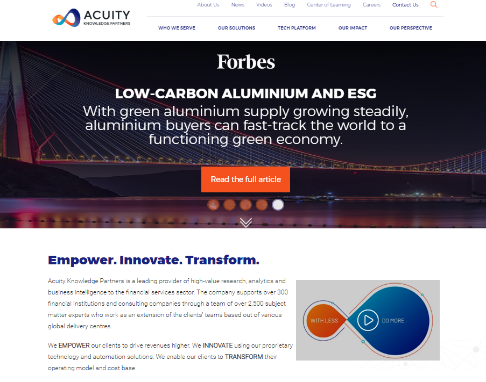 About Us News Videos Blog Center of Learning Careers Contact Us
ACUITY
KNOWLEDGE PARTNERS
WHO WE SERVE OUR SOLUTIONS TECH PLATFORM OUR IMPACT OUR PERSPECTIVE
Forbes
LOW-CARBON ALUMINIUM AND ESG
With green aluminium supply growing steadily,
aluminium buyers can fast-track the world to a
functioning green economy.
Read the full article
Empower. Innovate. Transform.
Acuity Knowledge Partners is a leading provider of high-value research, analytics and
business intelligence to the financial services sector. The company supports over 300
financial institutions and consulting companies through a team of over 2,500 subject
matter experts who work as an extension of the clients' teams based out of various
global delivery centres.
We EMPOWER our clients to drive revenues higher. We INNOVATE using our proprietary
technology and automation solutions. We enable our clients to TRANSFORM their
operating model and cost base.
WITH LESS DO MORE